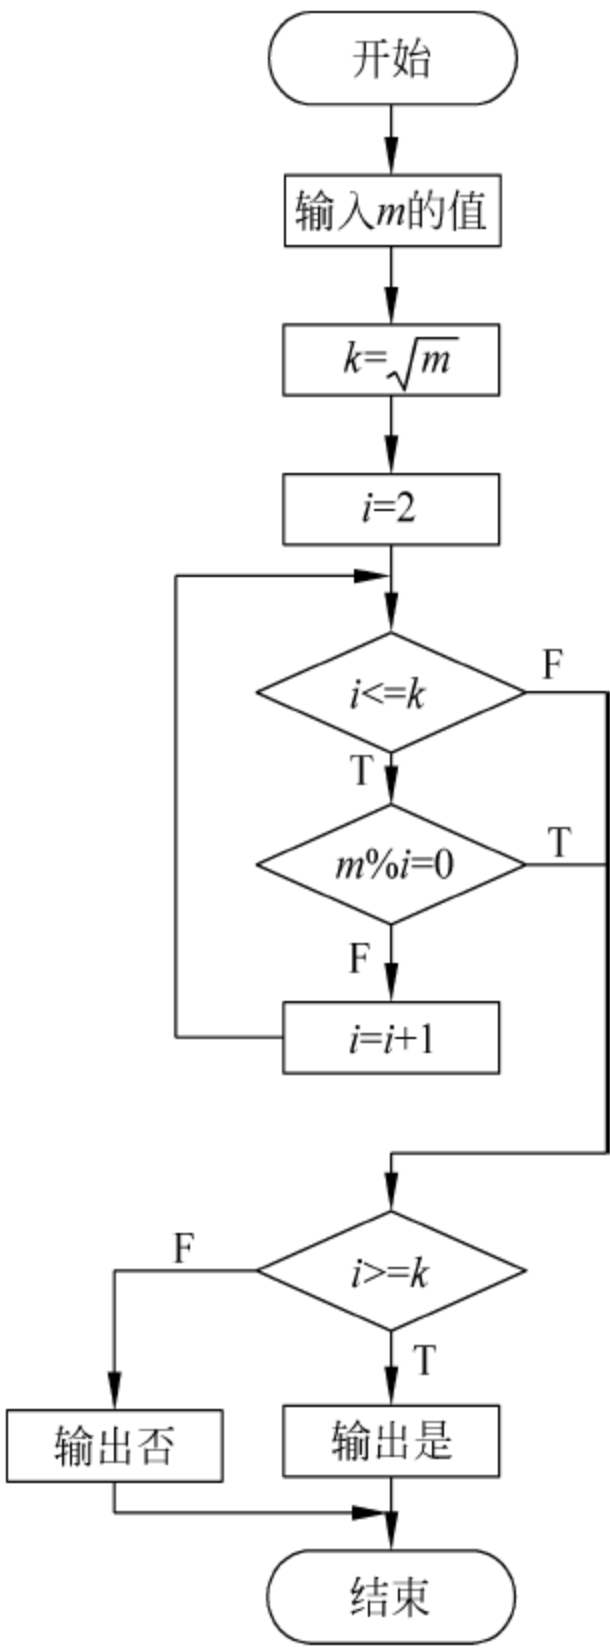 开始
输入m的值
k=√m
i=2
i<=k
F
T
m%i=0
T
F
i=i+1
i>=k
F
T
输出否
输出是
结束